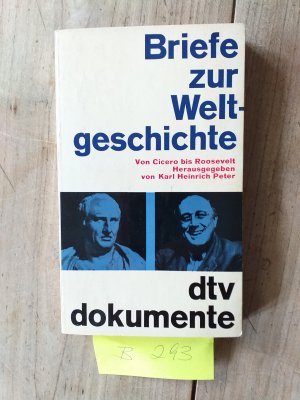 Briefe
zur
Welt-
geschichte
Von Cicero bis Roosevelt
Herausgegeben
von Karl Heinrich Peter
dtv
dokumente
B 293